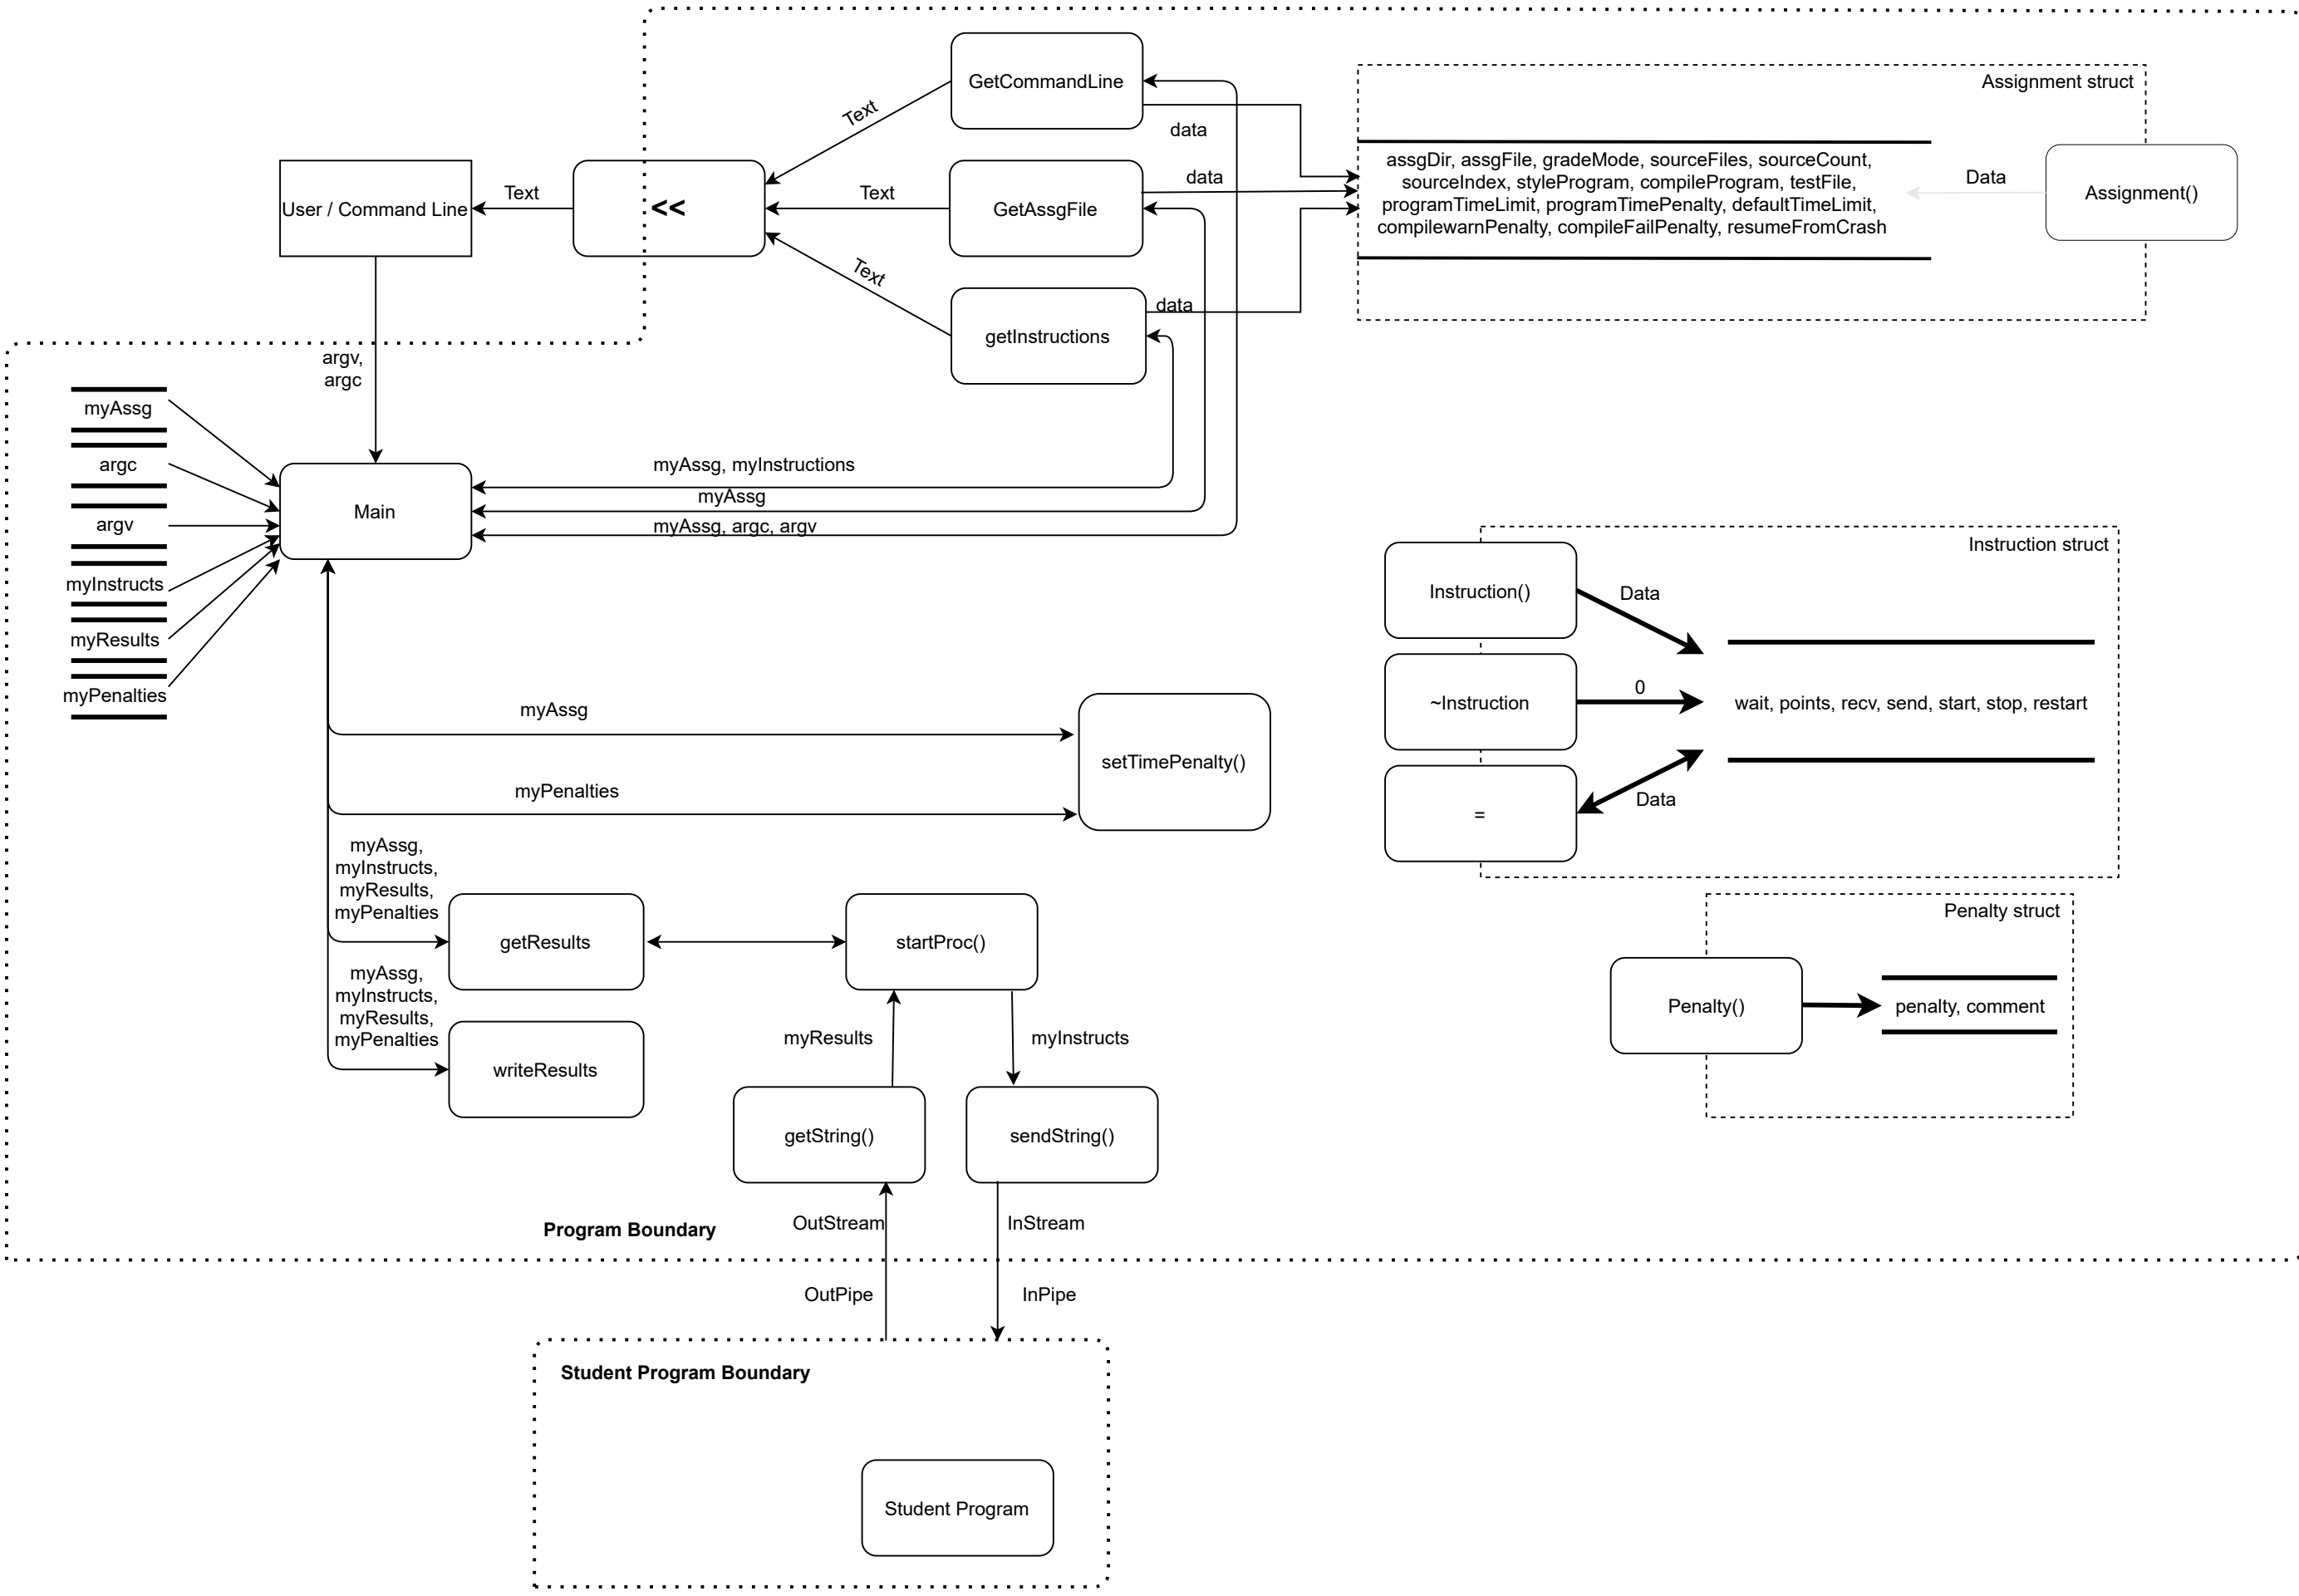 GetCommandLine
Assignment struct
Text
data
assgDir, assgFile, gradeMode, sourceFiles, sourceCount,
sourceIndex, styleProgram, compileProgram, testFile,
programTimeLimit, programTimePenalty, defaultTimeLimit,
compilewarnPenalty, compileFailPenalty, resumeFromCrash
Data
Assignment()
User / Command Line
Text
<<
Text
GetAssgFile
data
Text
data
getInstructions
argv,
argc
myAssg
argc
argv
myInstructs
myResults
myPenalties
Main
myAssg, myInstructions
myAssg
myAssg, argc, argv
Instruction struct
Instruction()
Data
~Instruction
0
wait, points, recv, send, start, stop, restart
=
Data
myAssg
setTimePenalty()
myPenalties
myAssg,
myInstructs,
myResults,
myPenalties
getResults
startProc()
Penalty struct
Penalty()
penalty, comment
myAssg,
myInstructs,
myResults,
myPenalties
writeResults
myResults
myInstructs
getString()
sendString()
Program Boundary
OutStream
InStream
OutPipe
InPipe
Student Program Boundary
Student Program